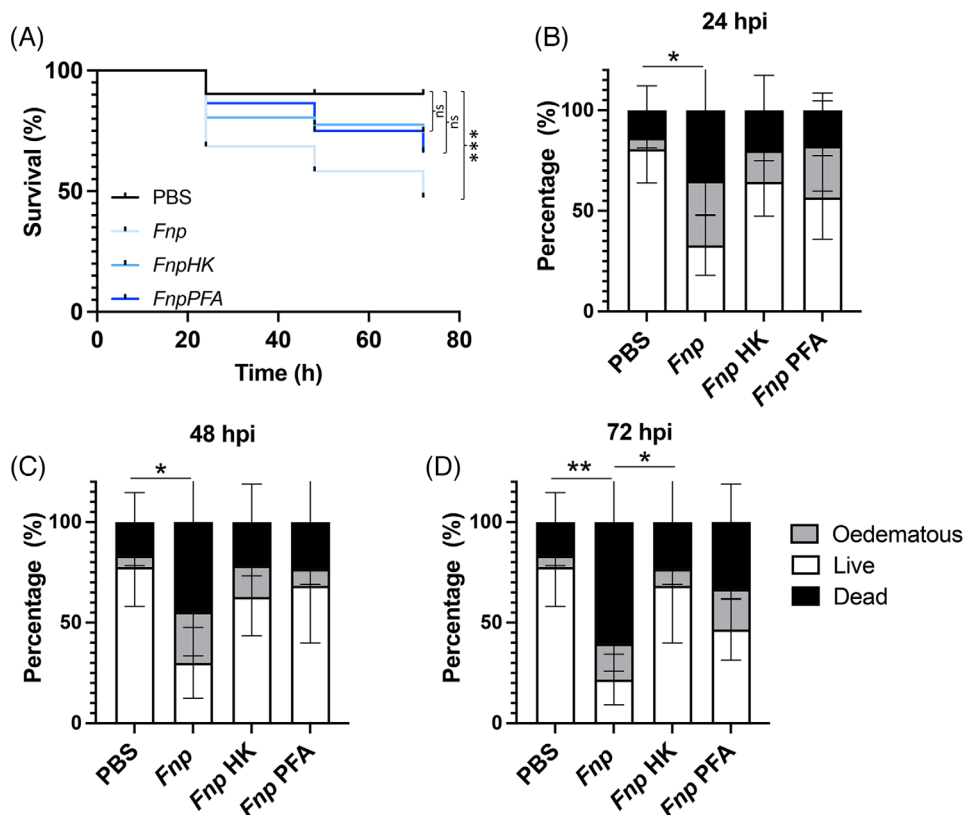 (A)
100
50
0
Survival (%)
0 20 40 60 80
Time (h)
PBS
Fnp
FnpHK
FnpPFA
ns
ns
***
(B)
24 hpi
*
100
50
0
Percentage (%)
PBS
Fnp
Fnp HK
Fnp PFA
(C)
48 hpi
*
100
50
0
Percentage (%)
PBS
Fnp
Fnp HK
Fnp PFA
(D)
72 hpi
** *
100
50
0
Percentage (%)
PBS
Fnp
Fnp HK
Fnp PFA
Oedematous
Live
Dead